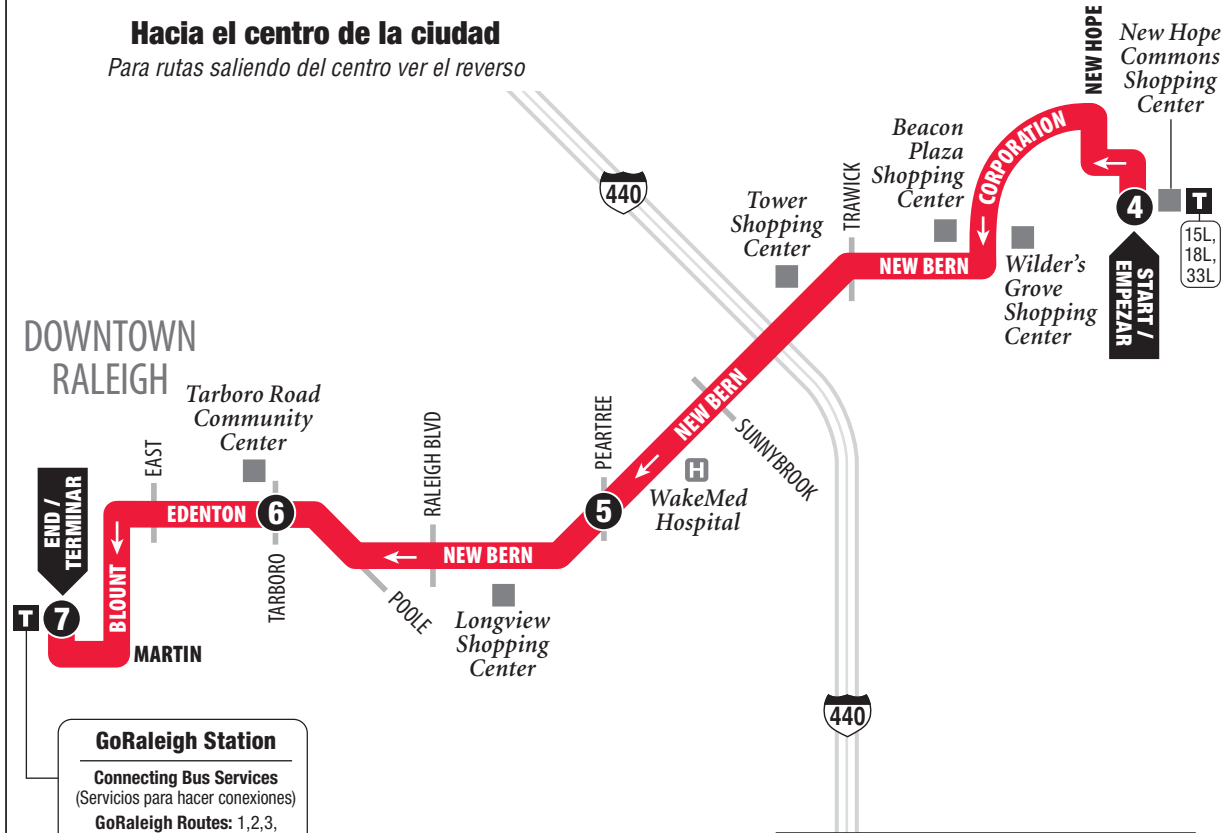 Hacia el centro de la ciudad
Para rutas saliendo del centro ver el reverso
NEW HOPE
New Hope
Commons
Shopping
Center
CORPORATION
Beacon
Plaza
Shopping
Center
440
TRAWICK
Tower
Shopping
Center
4
T
15L,
18L,
33L
NEW BERN
Wilder's
Grove
Shopping
Center
START /
EMPEZAR
DOWNTOWN
RALEIGH
Tarboro Road
Community
Center
NEW BERN
SUNNYBROOK
EAST
RALEIGH BLVD
PEARTREE
H
WakeMed
Hospital
END /
TERMINAR
EDENTON
6
5
NEW BERN
BLOUNT
TARBORO
POOLE
Longview
Shopping
Center
T
7
MARTIN
440
GoRaleigh Station
Connecting Bus Services
(Servicios para hacer conexiones)
GoRaleigh Routes: 1,2,3,